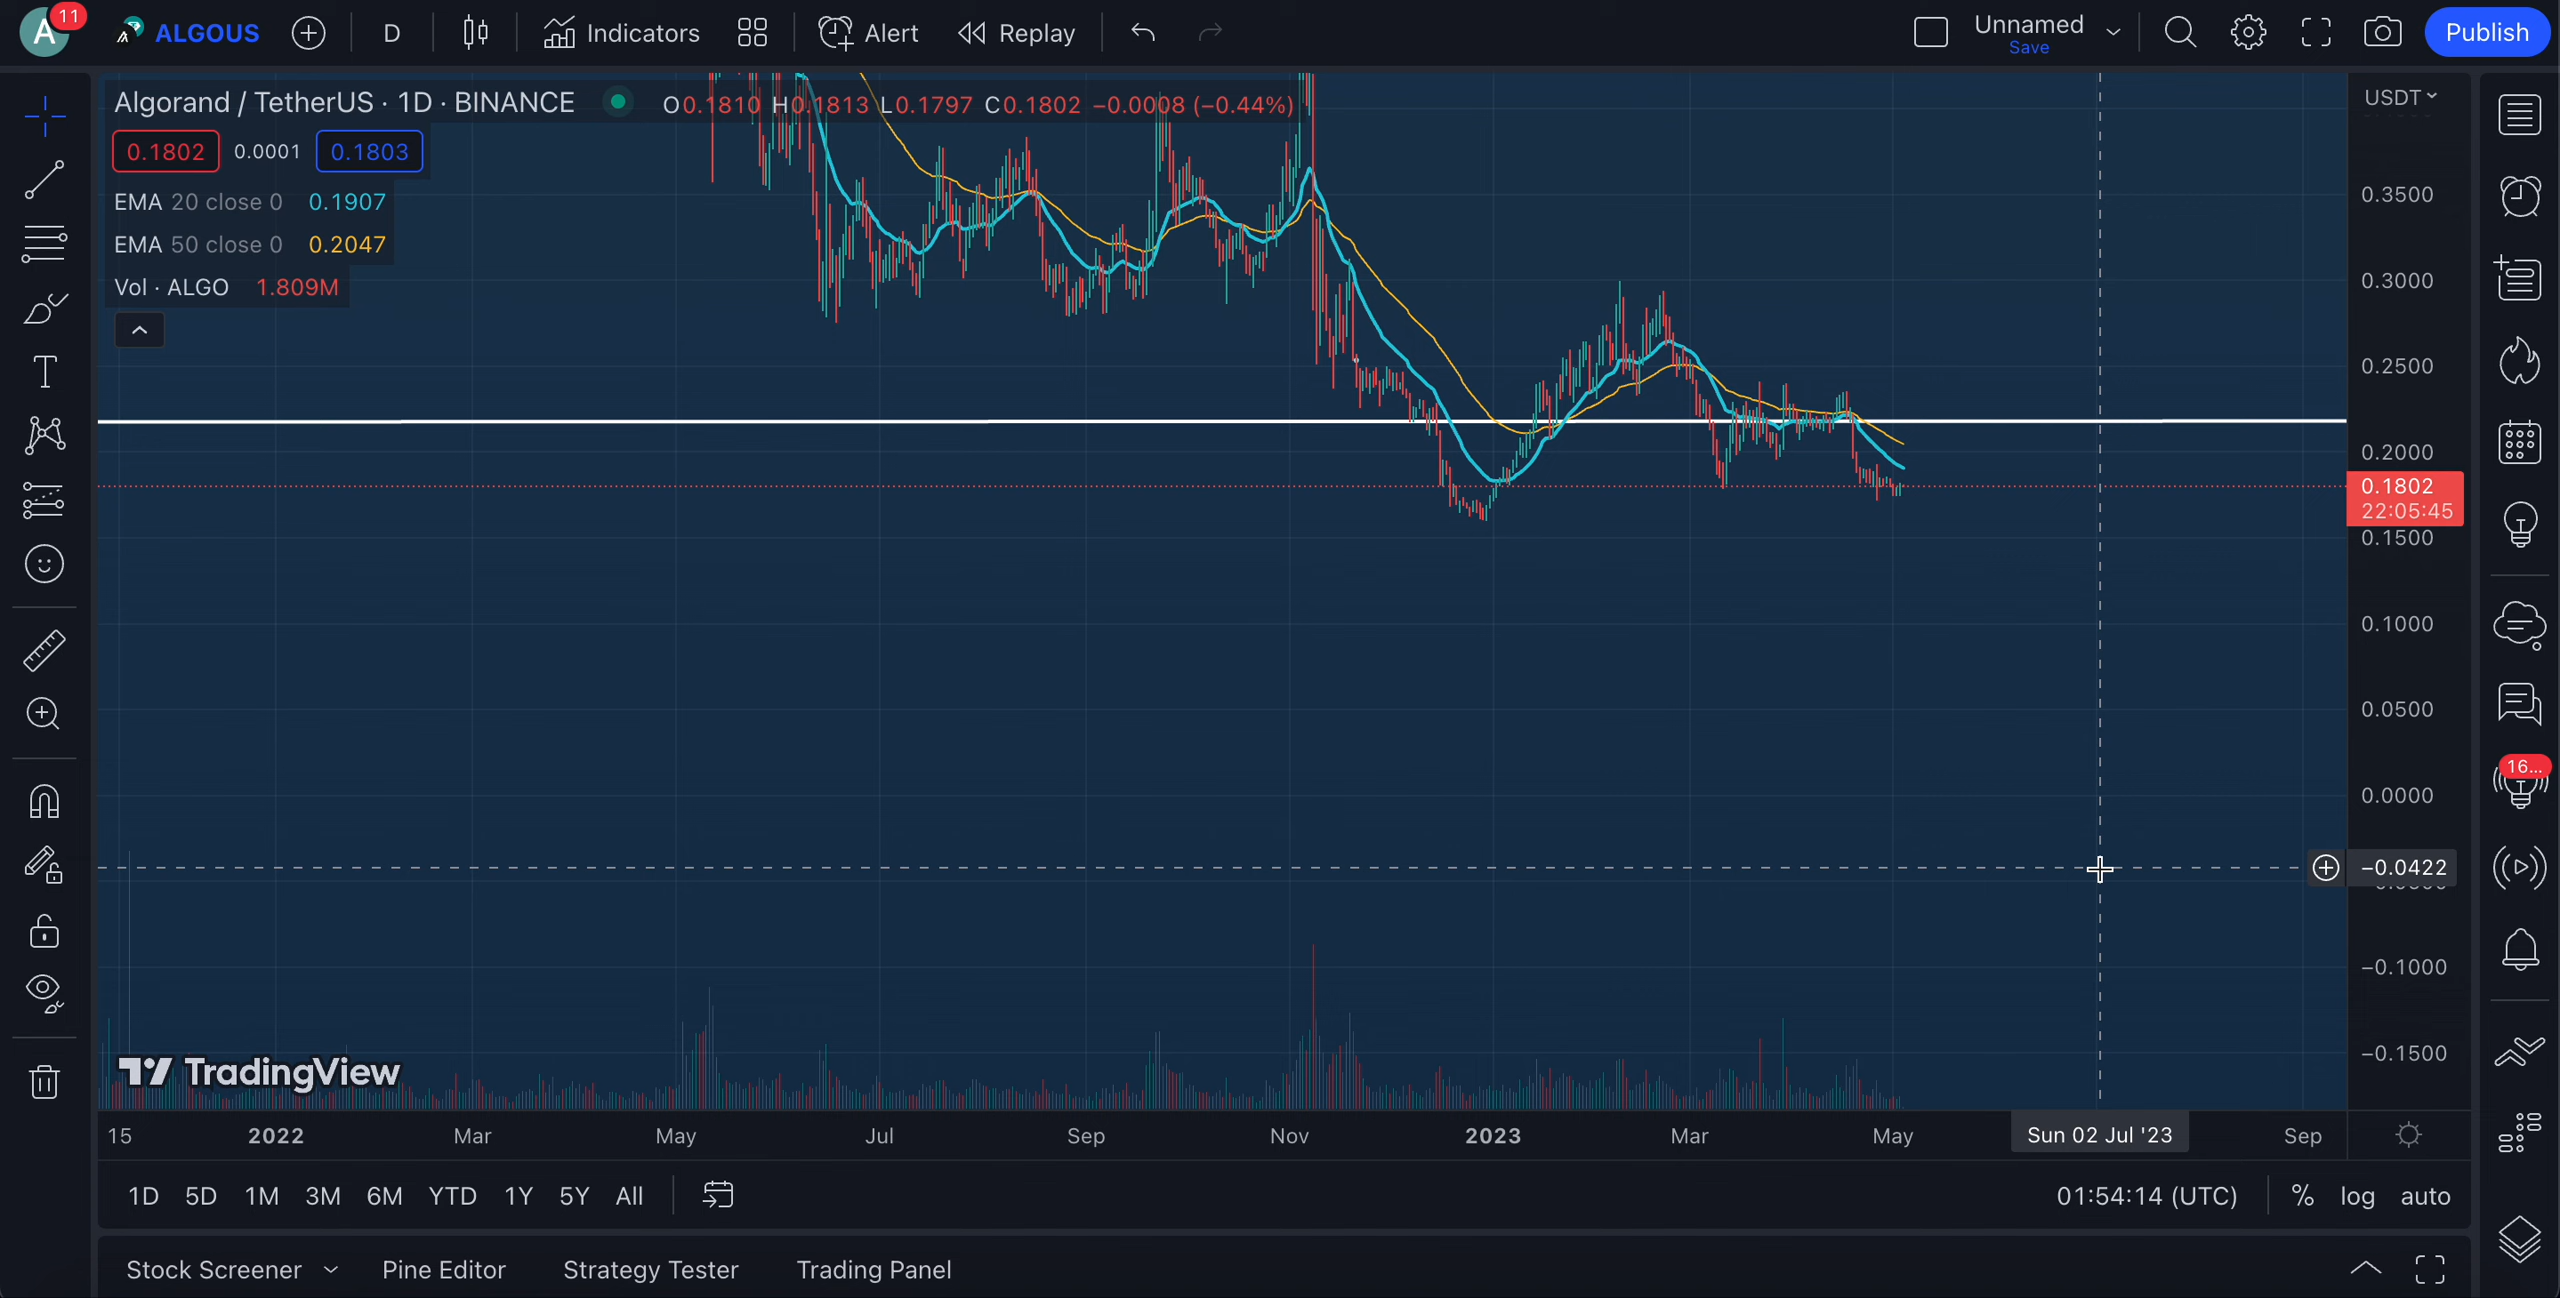 A 11 ALGOUS D Indicators Alert Replay Unnamed Publish
Save
Algorand / TetherUS · 1D · BINANCE O0.1810 H0.1813 L0.1797 C0.1802 −0.0008 (−0.44%) USDT
0.1802 0.0001 0.1803
EMA 20 close 0 0.1907
0.3500
EMA 50 close 0 0.2047
Vol · ALGO 1.809M
0.3000
0.2500
0.2000
0.1802
22:05:45
0.1500
0.1000
0.0500
16...
0.0000
−0.0422
−0.1000
−0.1500
TradingView
15 2022 Mar May Jul Sep Nov 2023 Mar May Sun 02 Jul '23 Sep
1D 5D 1M 3M 6M YTD 1Y 5Y All 01:54:14 (UTC) % log auto
Stock Screener Pine Editor Strategy Tester Trading Panel